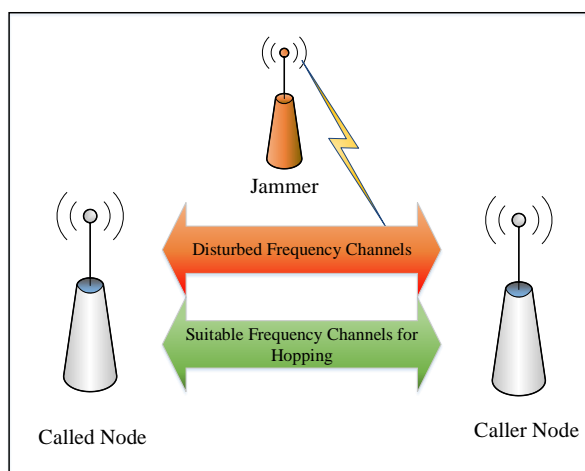 Jammer
Disturbed Frequency Channels
Suitable Frequency Channels for
Hopping
Called Node
Caller Node